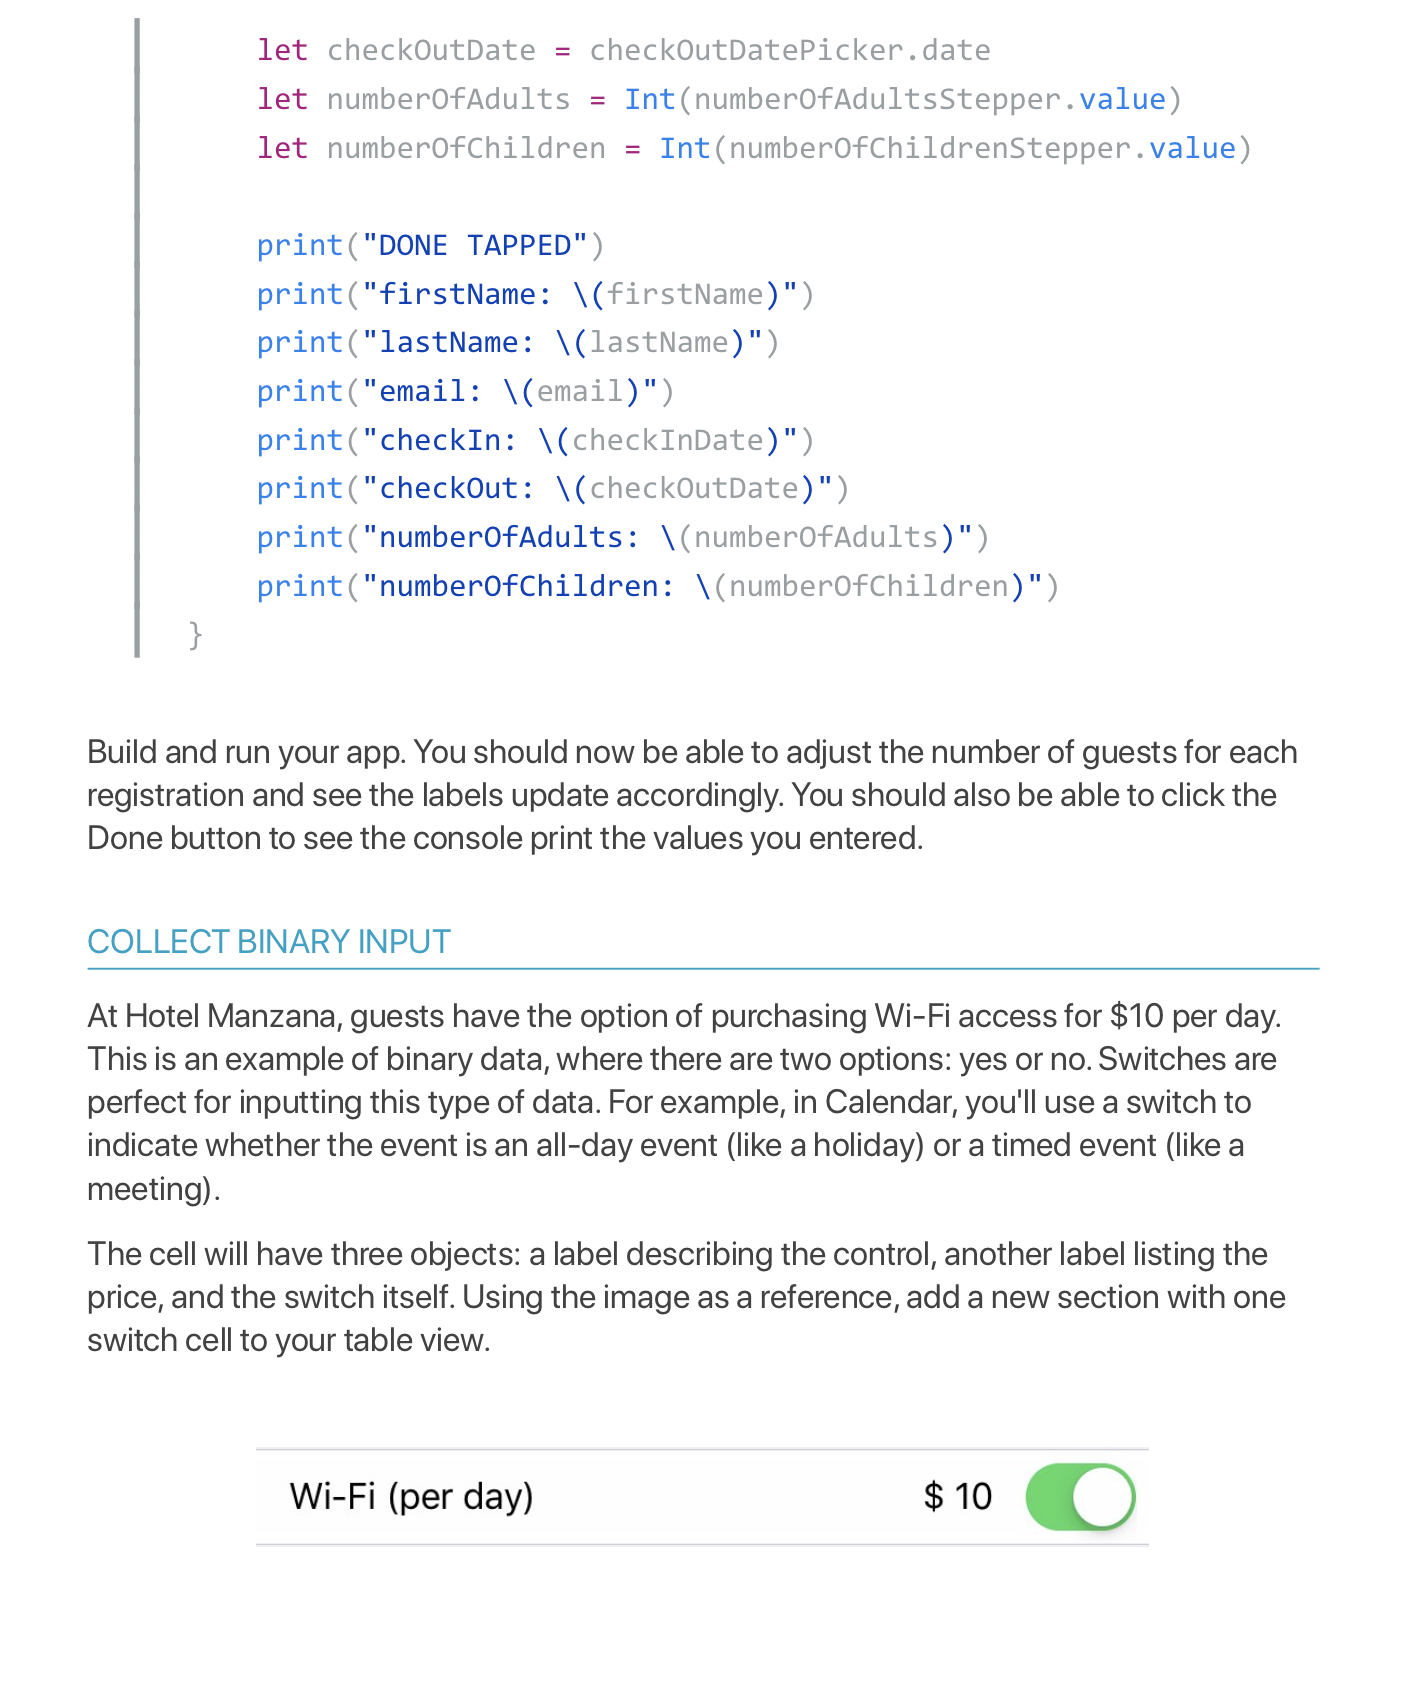 let checkOutDate = checkOutDatePicker.date
let numberOfAdults = Int(numberOfAdultsStepper.value)
let numberOfChildren = Int(numberOfChildrenStepper.value)
print("DONE TAPPED")
print("firstName: \(firstName)")
print("lastName: \(lastName)")
print("email: \(email)")
print("checkIn: \(checkInDate)")
print("checkOut: \(checkOutDate)")
print("numberOfAdults: \(numberOfAdults)")
print("numberOfChildren: \(numberOfChildren)")
}
Build and run your app. You should now be able to adjust the number of guests for each
registration and see the labels update accordingly. You should also be able to click the
Done button to see the console print the values you entered.
COLLECT BINARY INPUT
At Hotel Manzana, guests have the option of purchasing Wi-Fi access for $10 per day.
This is an example of binary data, where there are two options: yes or no. Switches are
perfect for inputting this type of data. For example, in Calendar, you'll use a switch to
indicate whether the event is an all-day event (like a holiday) or a timed event (like a
meeting).
The cell will have three objects: a label describing the control, another label listing the
price, and the switch itself. Using the image as a reference, add a new section with one
switch cell to your table view.
Wi-Fi (per day) $ 10